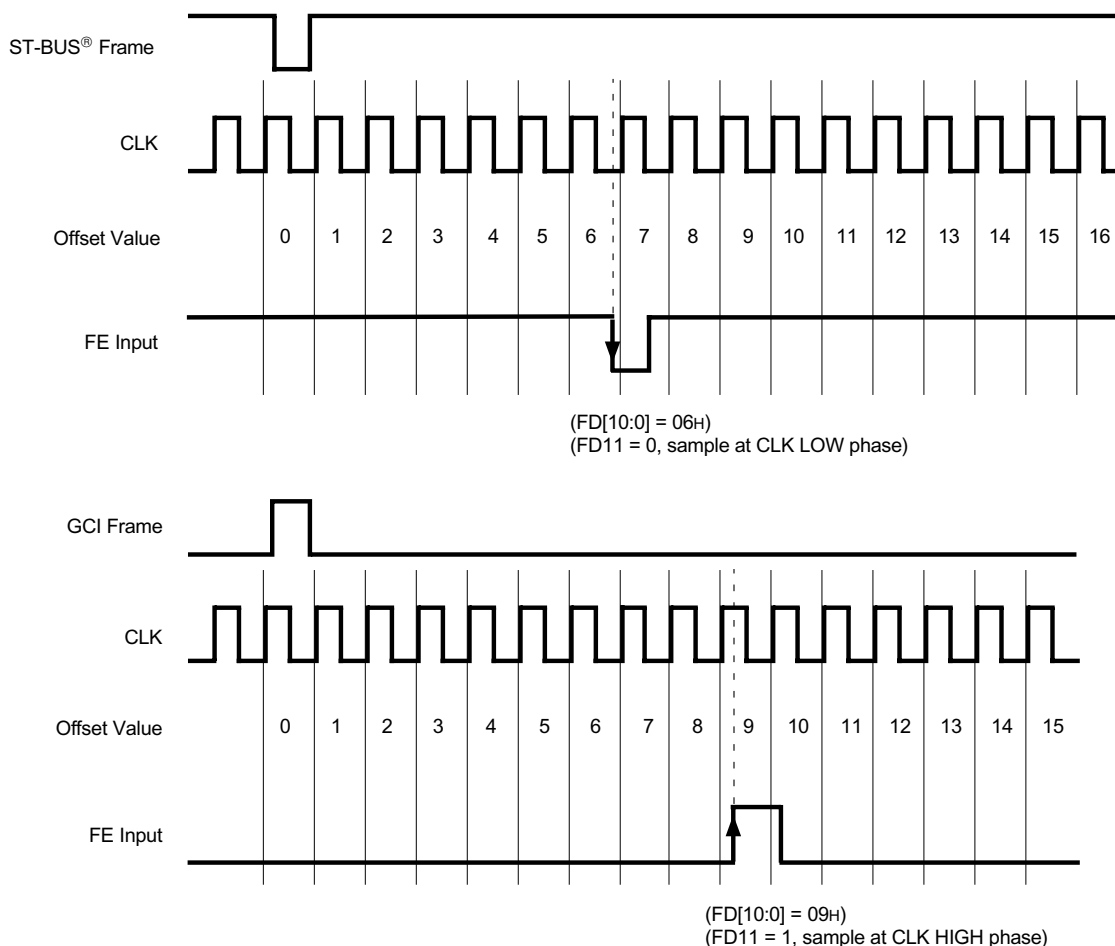 ST-BUS® Frame
CLK
Offset Value 0 1 2 3 4 5 6 7 8 9 10 11 12 13 14 15 16
FE Input
(FD[10:0] = 06H)
(FD11 = 0, sample at CLK LOW phase)
GCI Frame
CLK
Offset Value 0 1 2 3 4 5 6 7 8 9 10 11 12 13 14 15
FE Input
(FD[10:0] = 09H)
(FD11 = 1, sample at CLK HIGH phase)